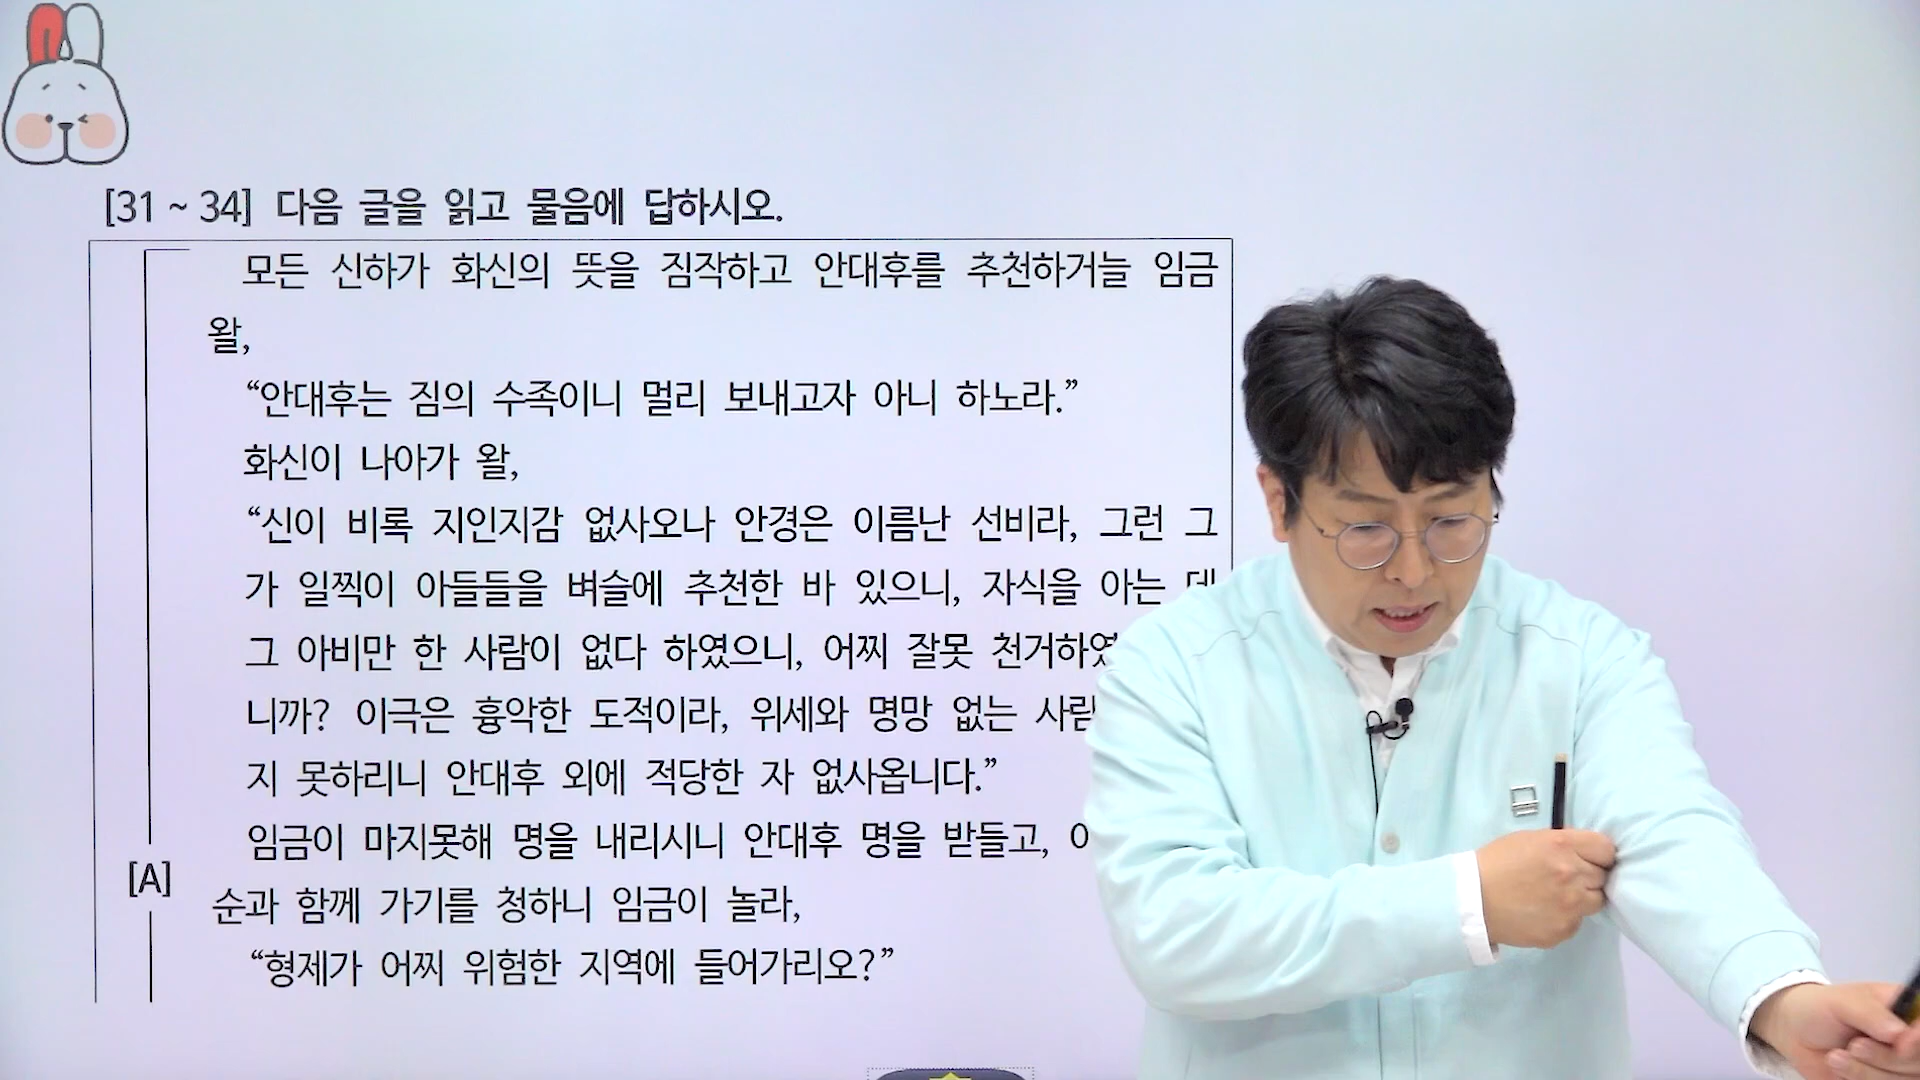 [31 ~ 34] 다음 글을 읽고 물음에 답하시오.
모든 신하가 화신의 뜻을 짐작하고 안대후를 추천하거늘 임금
왈,
“안대후는 짐의 수족이니 멀리 보내고자 아니 하노라.”
화신이 나아가 왈,
“신이 비록 지인지감 없사오나 안경은 이름난 선비라, 그런 그
가 일찍이 아들들을 벼슬에 추천한 바 있으니, 자식을 아는 데
그 아비만 한 사람이 없다 하였으니, 어찌 잘못 천거하였
니까? 이극은 흉악한 도적이라, 위세와 명망 없는 사람
지 못하리니 안대후 외에 적당한 자 없사옵니다.”
임금이 마지못해 명을 내리시니 안대후 명을 받들고,
[A]
순과 함께 가기를 청하니 임금이 놀라,
“형제가 어찌 위험한 지역에 들어가리오?”